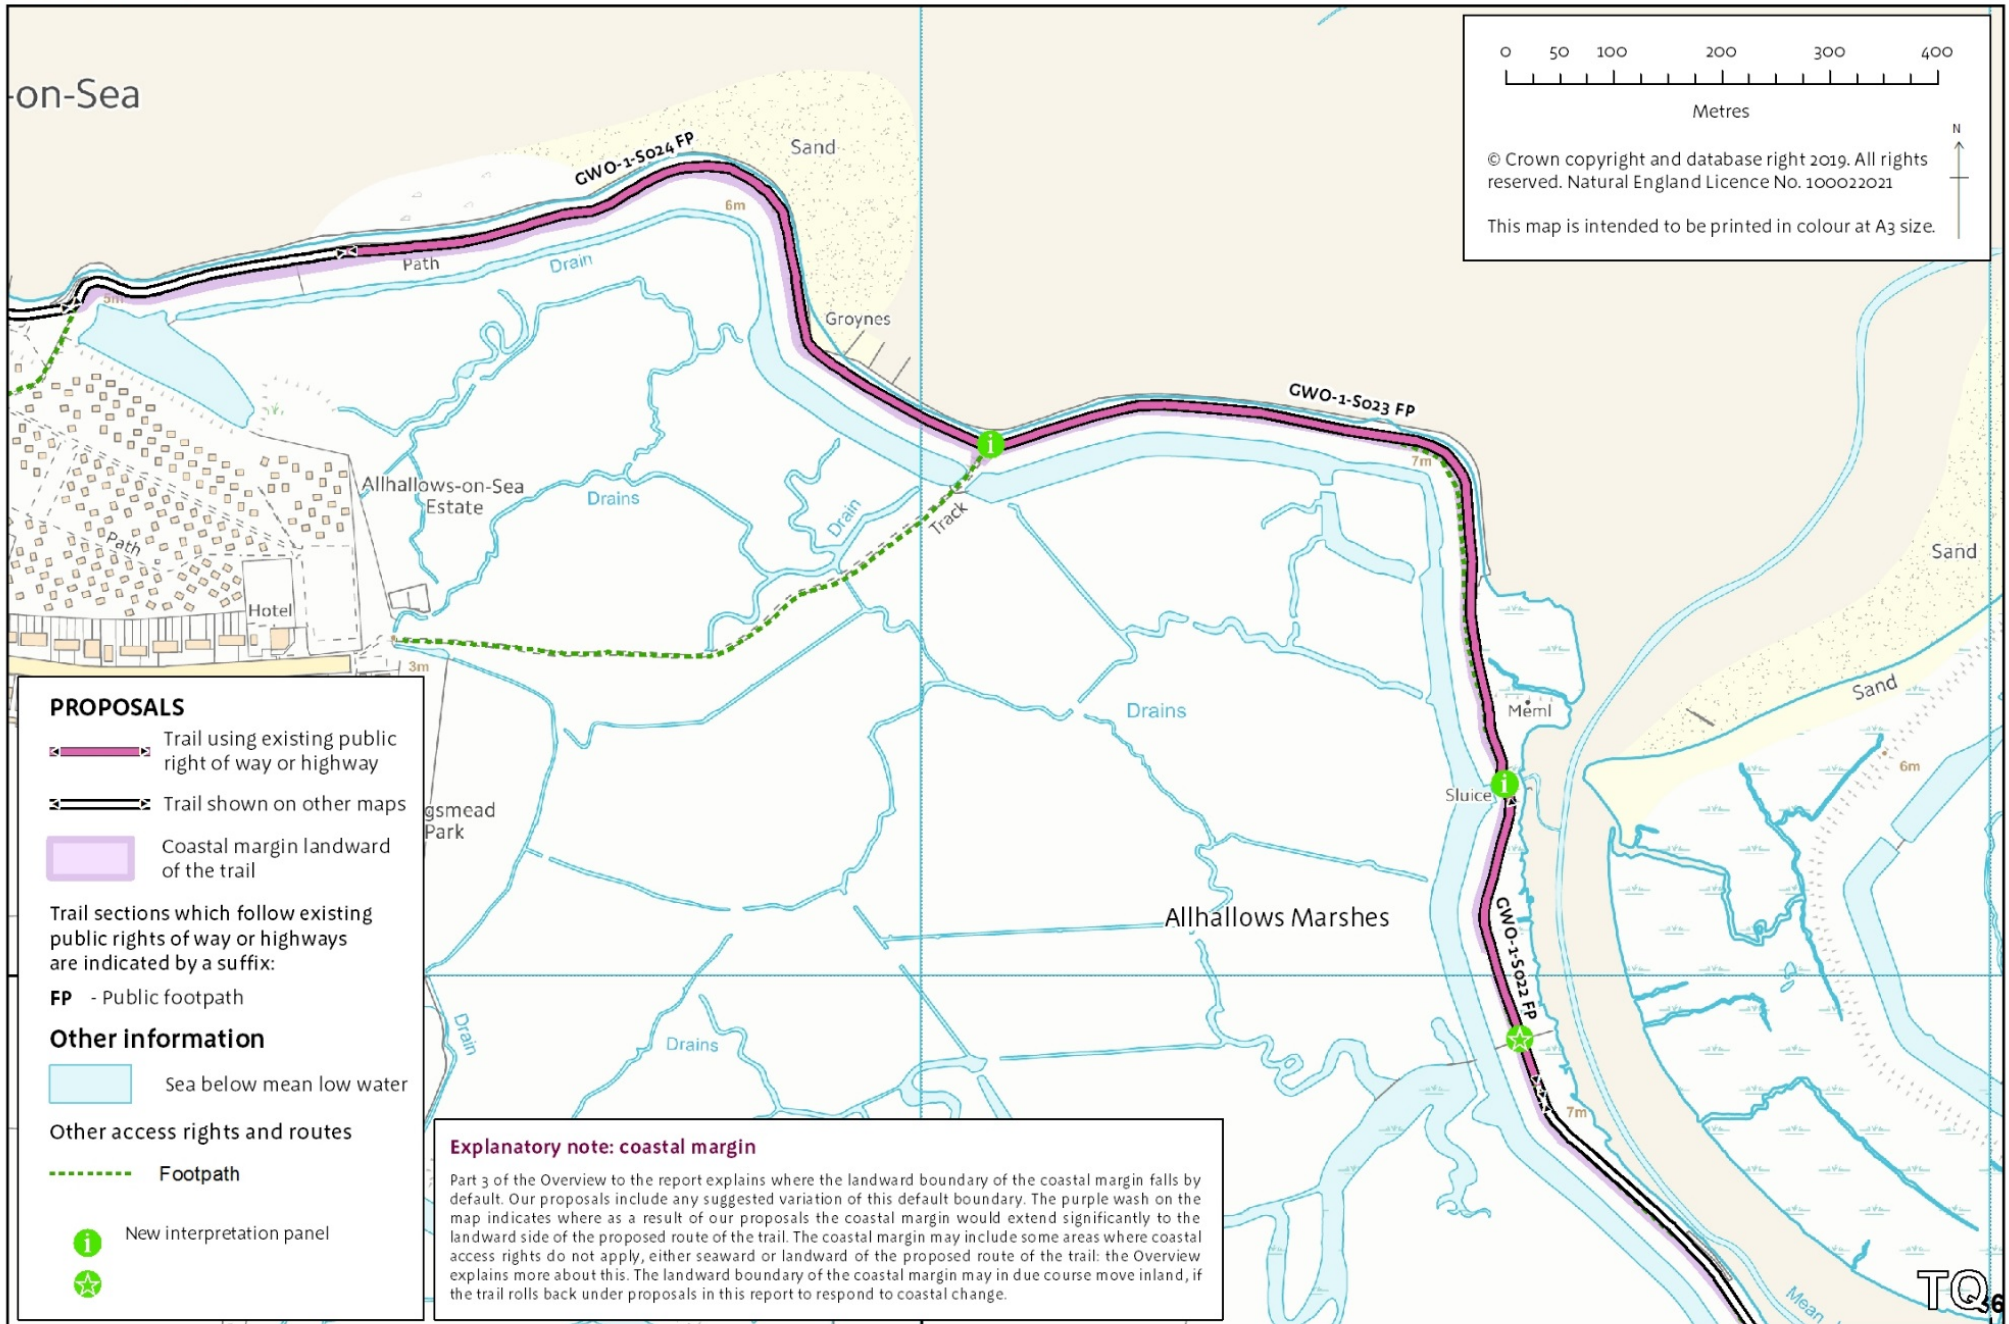 -on-Sea
0 50 100 200 300 400
Metres
N
© Crown copyright and database right 2019. All rights
reserved. Natural England Licence No. 100022021
This map is intended to be printed in colour at A3 size.
GWO-1-S024 FP
Sand
6m
Path
Drain
5m
Groynes
GWO-1-S023 FP
7m
Allhallows-on-Sea
Estate
Drains
Drain
Track
Path
Sand
Hotel
3m
Sand
Meml
Drains
6m
Sluice
gsmead
Park
Allhallows Marshes
GWO-1-S022 FP
Drain
Drains
7m
Mean
TQ
PROPOSALS
Trail using existing public
right of way or highway
Trail shown on other maps
Coastal margin landward
of the trail
Trail sections which follow existing
public rights of way or highways
are indicated by a suffix:
FP - Public footpath
Other information
Sea below mean low water
Other access rights and routes
Footpath
New interpretation panel
Explanatory note: coastal margin
Part 3 of the Overview to the report explains where the landward boundary of the coastal margin falls by
default. Our proposals include any suggested variation of this default boundary. The purple wash on the
map indicates where as a result of our proposals the coastal margin would extend significantly to the
landward side of the proposed route of the trail. The coastal margin may include some areas where coastal
access rights do not apply, either seaward or landward of the proposed route of the trail: the Overview
explains more about this. The landward boundary of the coastal margin may in due course move inland, if
the trail rolls back under proposals in this report to respond to coastal change.